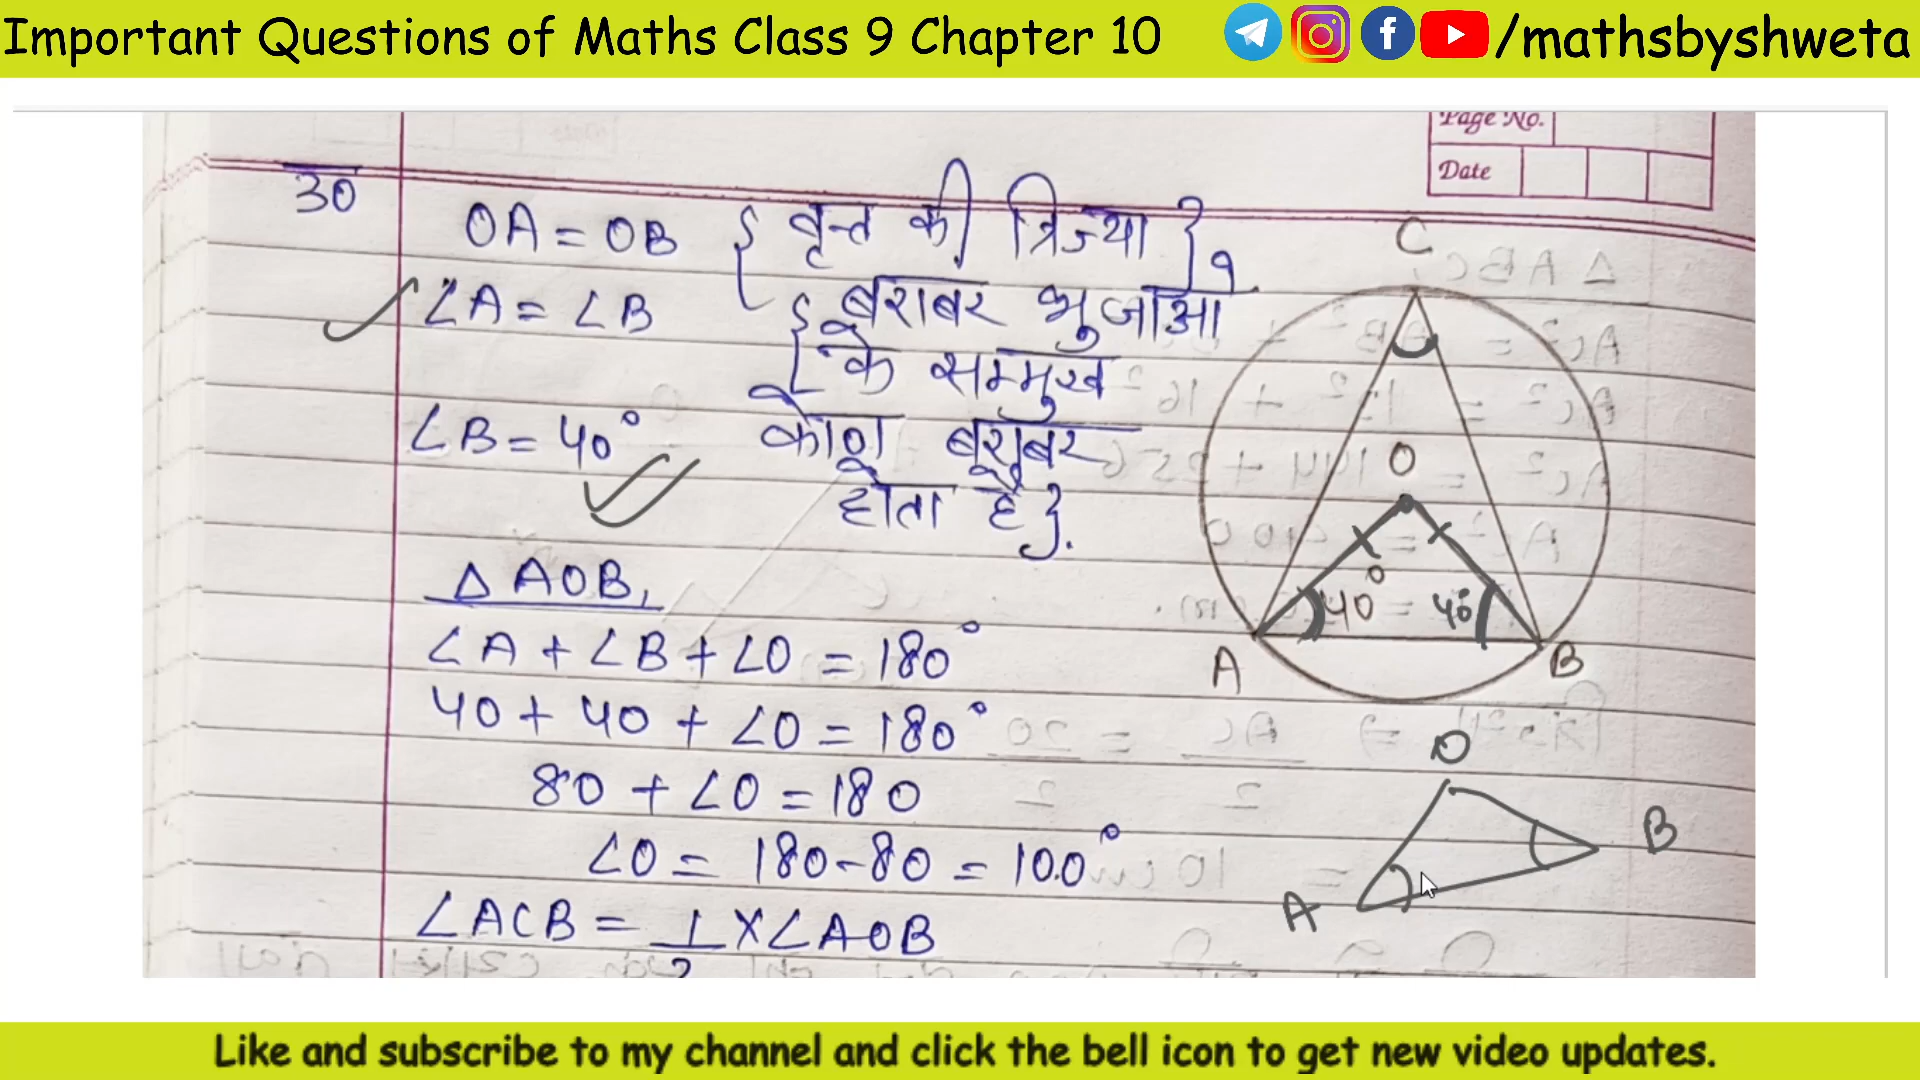 Important Questions of Maths Class 9 Chapter 10
/mathsbyshweta
Page No.
Date
30
OA = OB { वृत्त की त्रिज्या }
∠A = ∠B { बराबर भुजाओं
के सम्मुख
∠B = 40° कोण बराबर
होता है }.
C
O
40° 40°
A B
△ AOB,
∠A + ∠B + ∠O = 180°
40 + 40 + ∠O = 180°
80 + ∠O = 180
∠O = 180 - 80 = 100°
∠ACB = 1/2 × ∠AOB
O
B
A
Like and subscribe to my channel and click the bell icon to get new video updates.